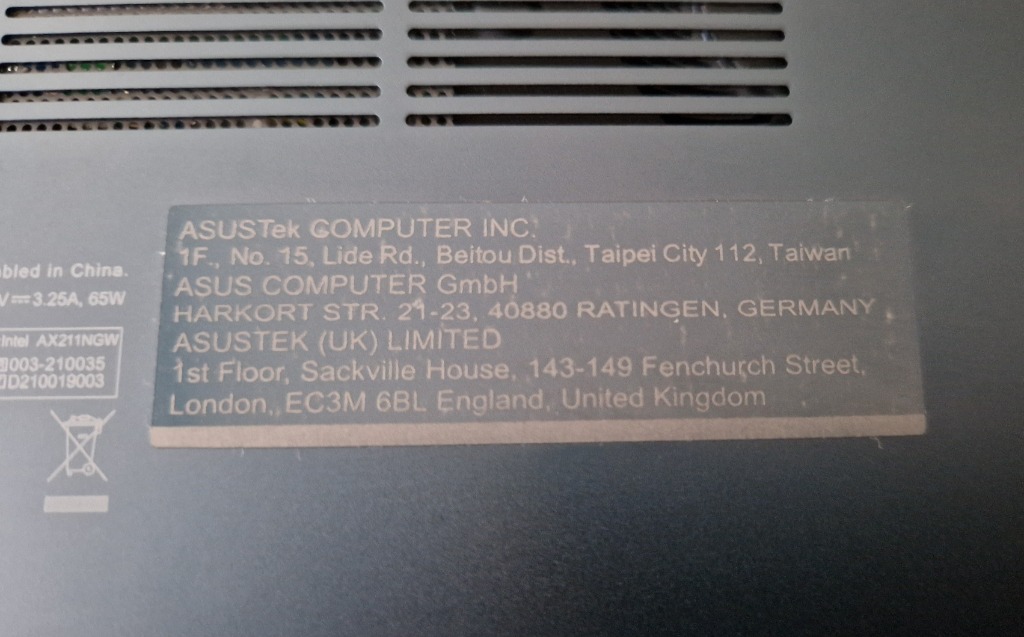 ASUSTek COMPUTER INC.
1F., No. 15, Lide Rd., Beitou Dist., Taipei City 112, Taiwan
ASUS COMPUTER GmbH
HARKORT STR. 21-23, 40880 RATINGEN, GERMANY
ASUSTEK (UK) LIMITED
1st Floor, Sackville House, 143-149 Fenchurch Street,
London, EC3M 6BL England, United Kingdom
bled in China.
V⎓3.25A, 65W
Intel AX211NGW
003-210035
D210019003